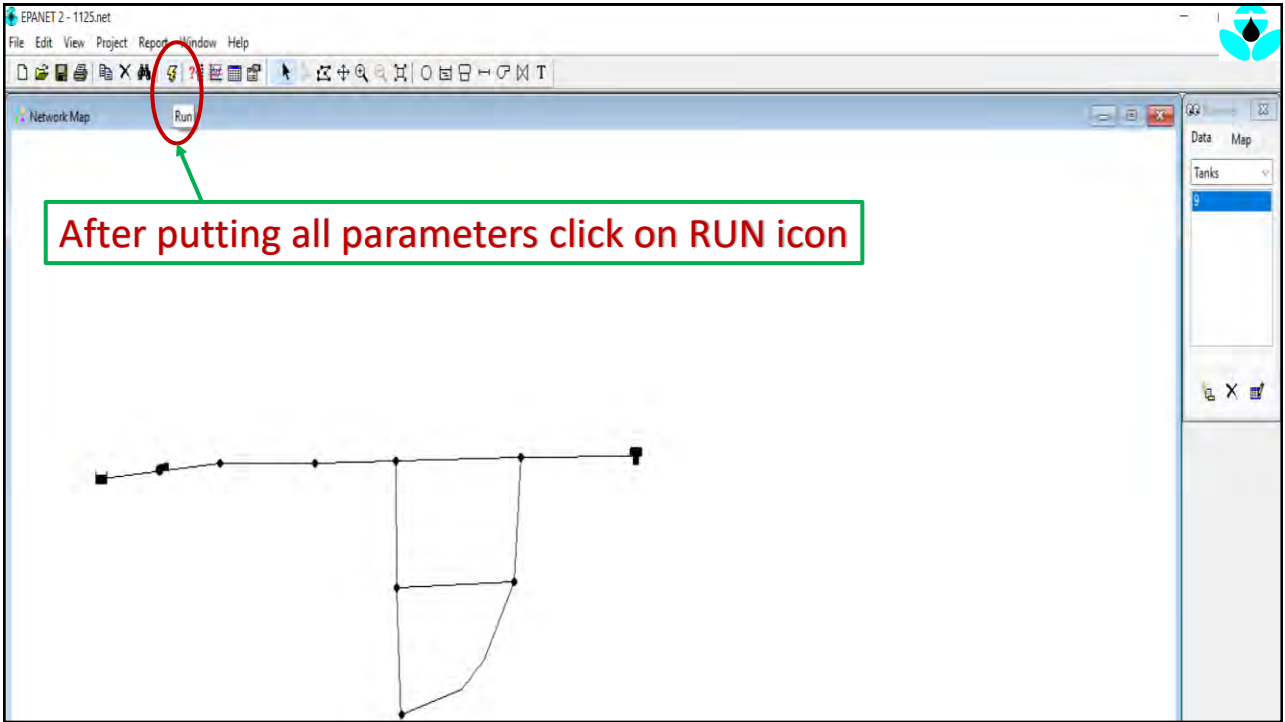 EPANET 2 - 1125.net
File Edit View Project Report Window Help
T
Network Map
Run
Data Map
Tanks
9
After putting all parameters click on RUN icon